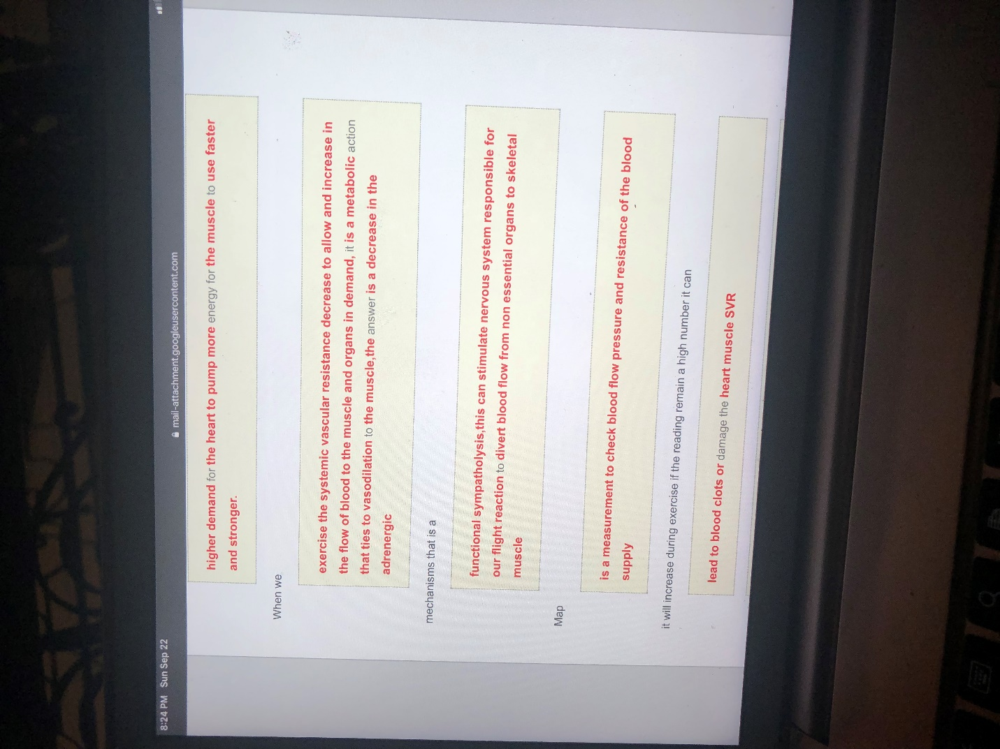 8:24 PM Sun Sep 22
mail-attachment.googleusercontent.com
higher demand for the heart to pump more energy for the muscle to use faster
and stronger.
When we
exercise the systemic vascular resistance decrease to allow and increase in
the flow of blood to the muscle and organs in demand, it is a metabolic action
that ties to vasodilation to the muscle,the answer is a decrease in the
adrenergic
mechanisms that is a
functional sympatholysis,this can stimulate nervous system responsible for
our flight reaction to divert blood flow from non essential organs to skeletal
muscle
Map
is a measurement to check blood flow pressure and resistance of the blood
supply
it will increase during exercise if the reading remain a high number it can
lead to blood clots or damage the heart muscle SVR